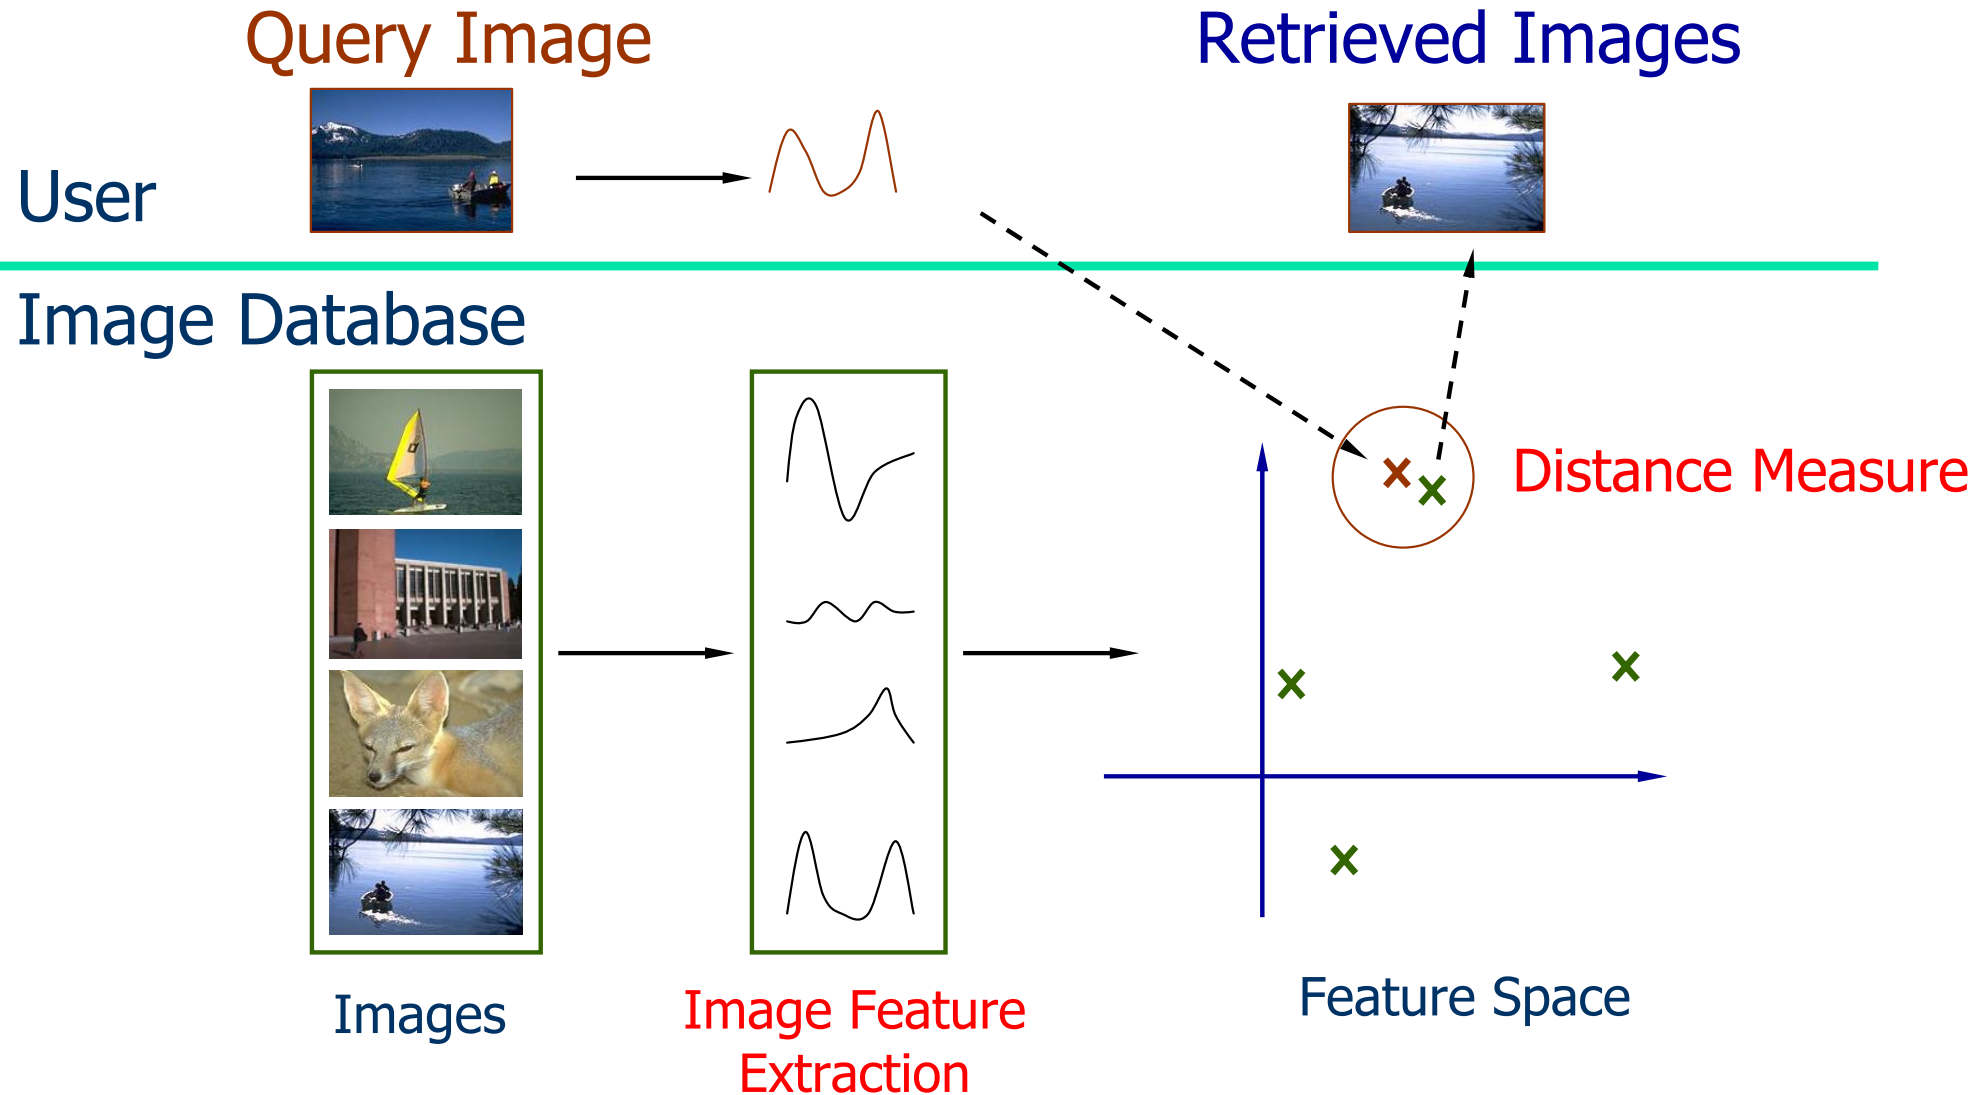 Query Image
Retrieved Images
User
Image Database
Distance Measure
Images
Image Feature
Extraction
Feature Space